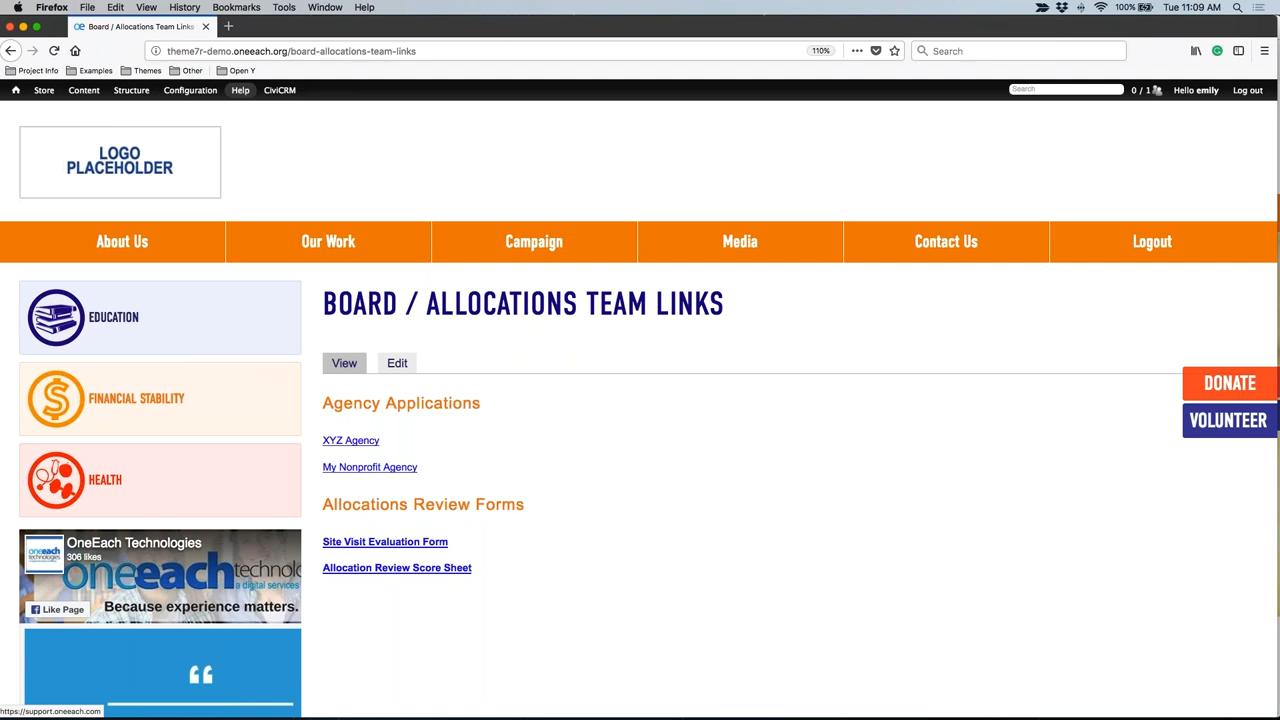 Firefox File Edit View History Bookmarks Tools Window Help 100% Tue 11:09 AM
Board / Allocations Team Links
theme7r-demo.oneeach.org/board-allocations-team-links 110% Search
Project Info Examples Themes Other Open Y
Store Content Structure Configuration Help CiviCRM Search 0 / 1 Hello emily Log out
LOGO
PLACEHOLDER
About Us Our Work Campaign Media Contact Us Logout
EDUCATION
FINANCIAL STABILITY
HEALTH
BOARD / ALLOCATIONS TEAM LINKS
View Edit
Agency Applications
XYZ Agency
My Nonprofit Agency
Allocations Review Forms
Site Visit Evaluation Form
Allocation Review Score Sheet
DONATE
VOLUNTEER
OneEach Technologies
306 likes
oneeach technologies
oneeachtechnolo
a digital services
Like Page
Because experience matters.
https://support.oneeach.com